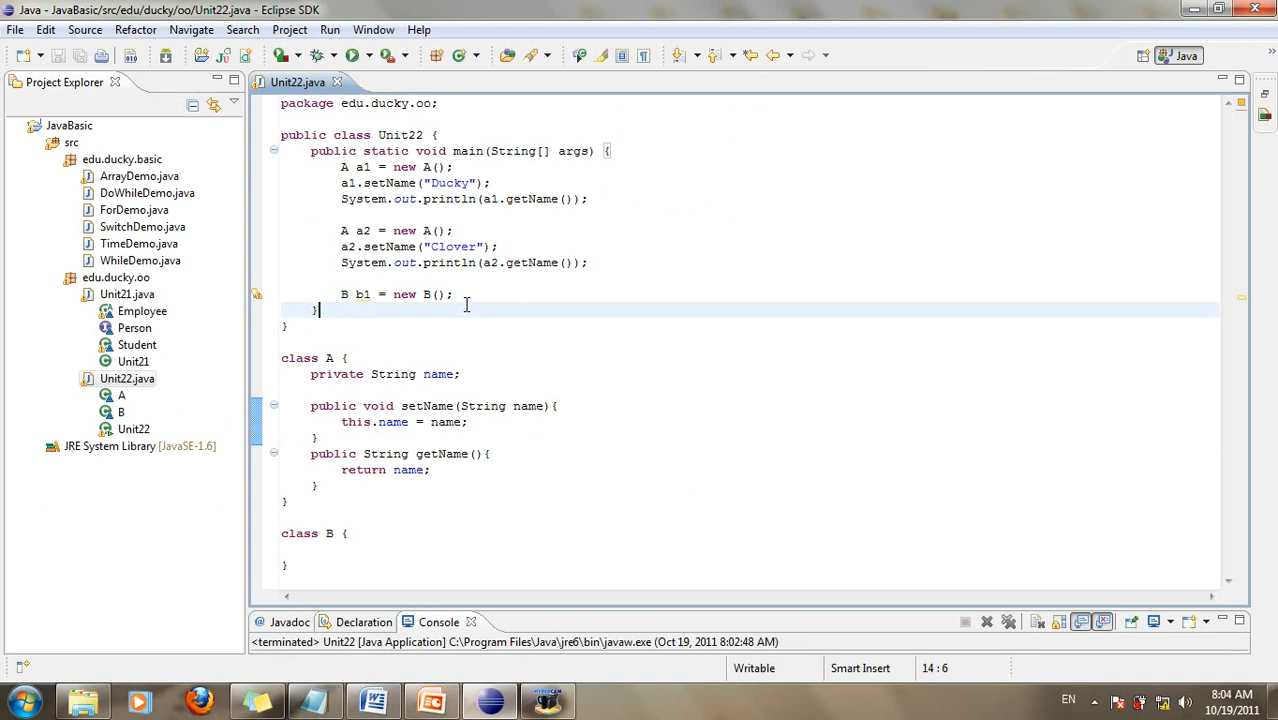 Java - JavaBasic/src/edu/ducky/oo/Unit22.java - Eclipse SDK
File Edit Source Refactor Navigate Search Project Run Window Help
Java
Project Explorer
Unit22.java
JavaBasic
src
edu.ducky.basic
ArrayDemo.java
DoWhileDemo.java
ForDemo.java
SwitchDemo.java
TimeDemo.java
WhileDemo.java
edu.ducky.oo
Unit21.java
Employee
Person
Student
Unit21
Unit22.java
A
B
Unit22
JRE System Library [JavaSE-1.6]
package edu.ducky.oo;
public class Unit22 {
public static void main(String[] args) {
A a1 = new A();
a1.setName("Ducky");
System.out.println(a1.getName());
A a2 = new A();
a2.setName("Clover");
System.out.println(a2.getName());
B b1 = new B();
}
}
class A {
private String name;
public void setName(String name){
this.name = name;
}
public String getName(){
return name;
}
}
class B {
}
Javadoc Declaration Console
<terminated> Unit22 [Java Application] C:\Program Files\Java\jre6\bin\javaw.exe (Oct 19, 2011 8:02:48 AM)
Writable Smart Insert 14 : 6
EN
8:04 AM
10/19/2011